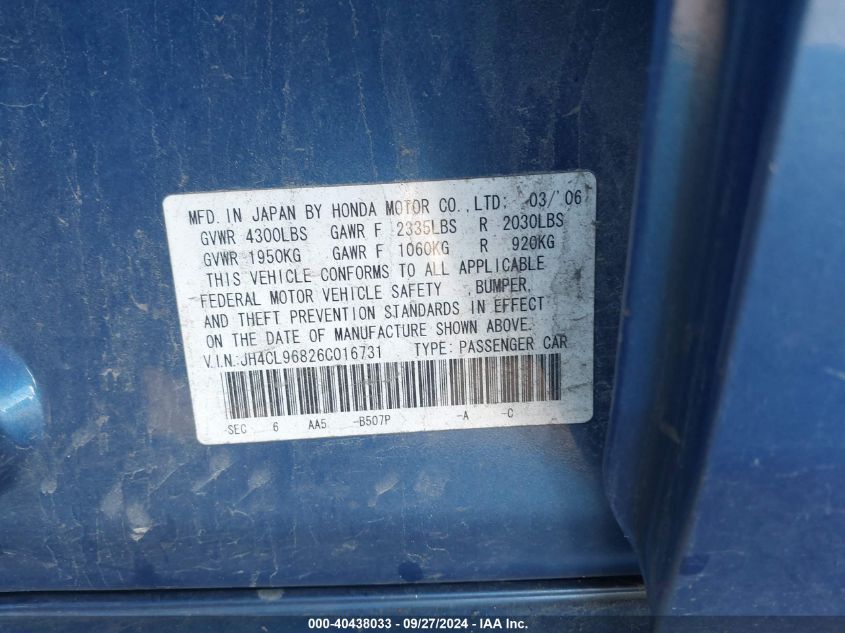 MFD. IN JAPAN BY HONDA MOTOR CO., LTD: 03/'06
GVWR 4300LBS GAWR F 2335LBS R 2030LBS
GVWR 1950KG GAWR F 1060KG R 920KG
THIS VEHICLE CONFORMS TO ALL APPLICABLE
FEDERAL MOTOR VEHICLE SAFETY ,BUMPER,
AND THEFT PREVENTION STANDARDS IN EFFECT
ON THE DATE OF MANUFACTURE SHOWN ABOVE.
V.I.N.:JH4CL96826C016731 TYPE: PASSENGER CAR
SEC 6 AA5 -B507P -A -C
000-40438033 - 09/27/2024 - IAA Inc.